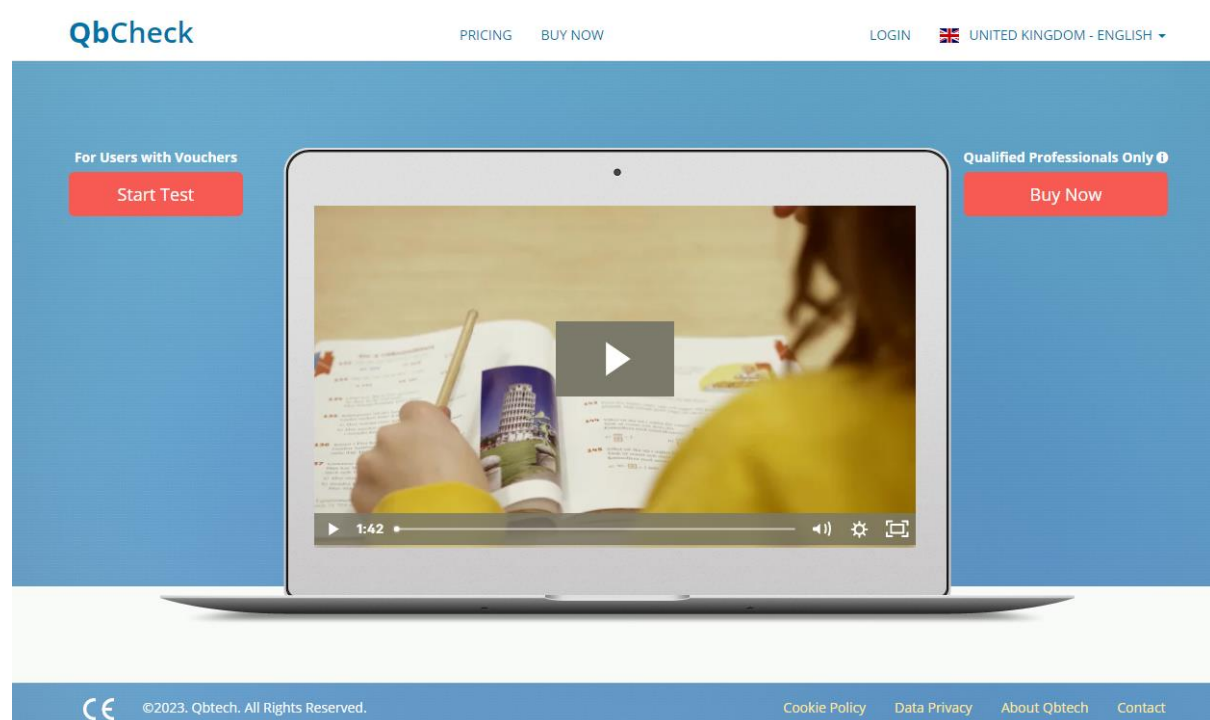 QbCheck
PRICING
BUY NOW
LOGIN
UNITED KINGDOM - ENGLISH
For Users with Vouchers
Start Test
Qualified Professionals Only
Buy Now
1:42
CE
©2023. Qbtech. All Rights Reserved.
Cookie Policy
Data Privacy
About Qbtech
Contact